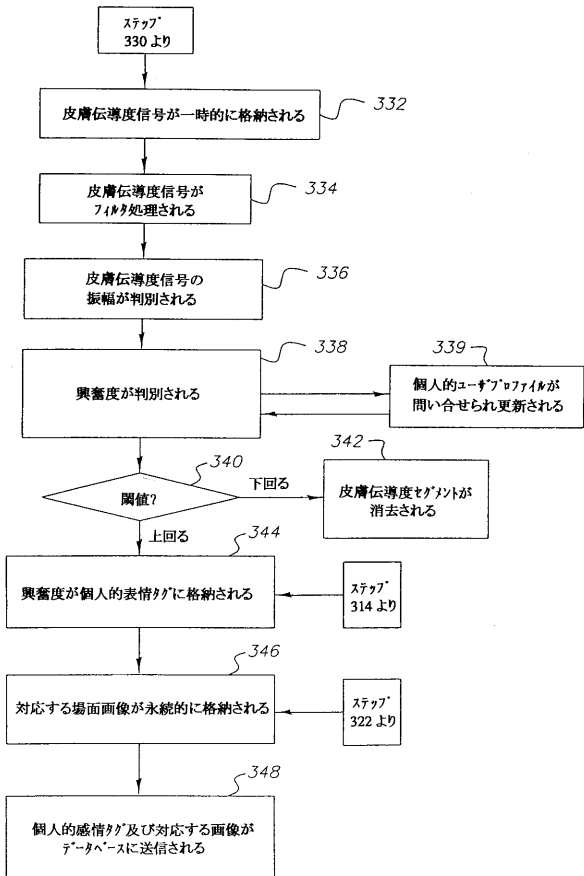 ステップ
330 より
皮膚伝導度信号が一時的に格納される
332
皮膚伝導度信号が
フィルタ処理される
334
皮膚伝導度信号の
振幅が判別される
336
興奮度が判別される
338
個人的ユーザプロファイルが
問い合せられ更新される
339
閾値?
340
下回る
皮膚伝導度セグメントが
消去される
342
上回る
興奮度が個人的表情タグに格納される
344
ステップ
314 より
対応する場面画像が永続的に格納される
346
ステップ
322 より
個人的感情タグ及び対応する画像が
データベースに送信される
348